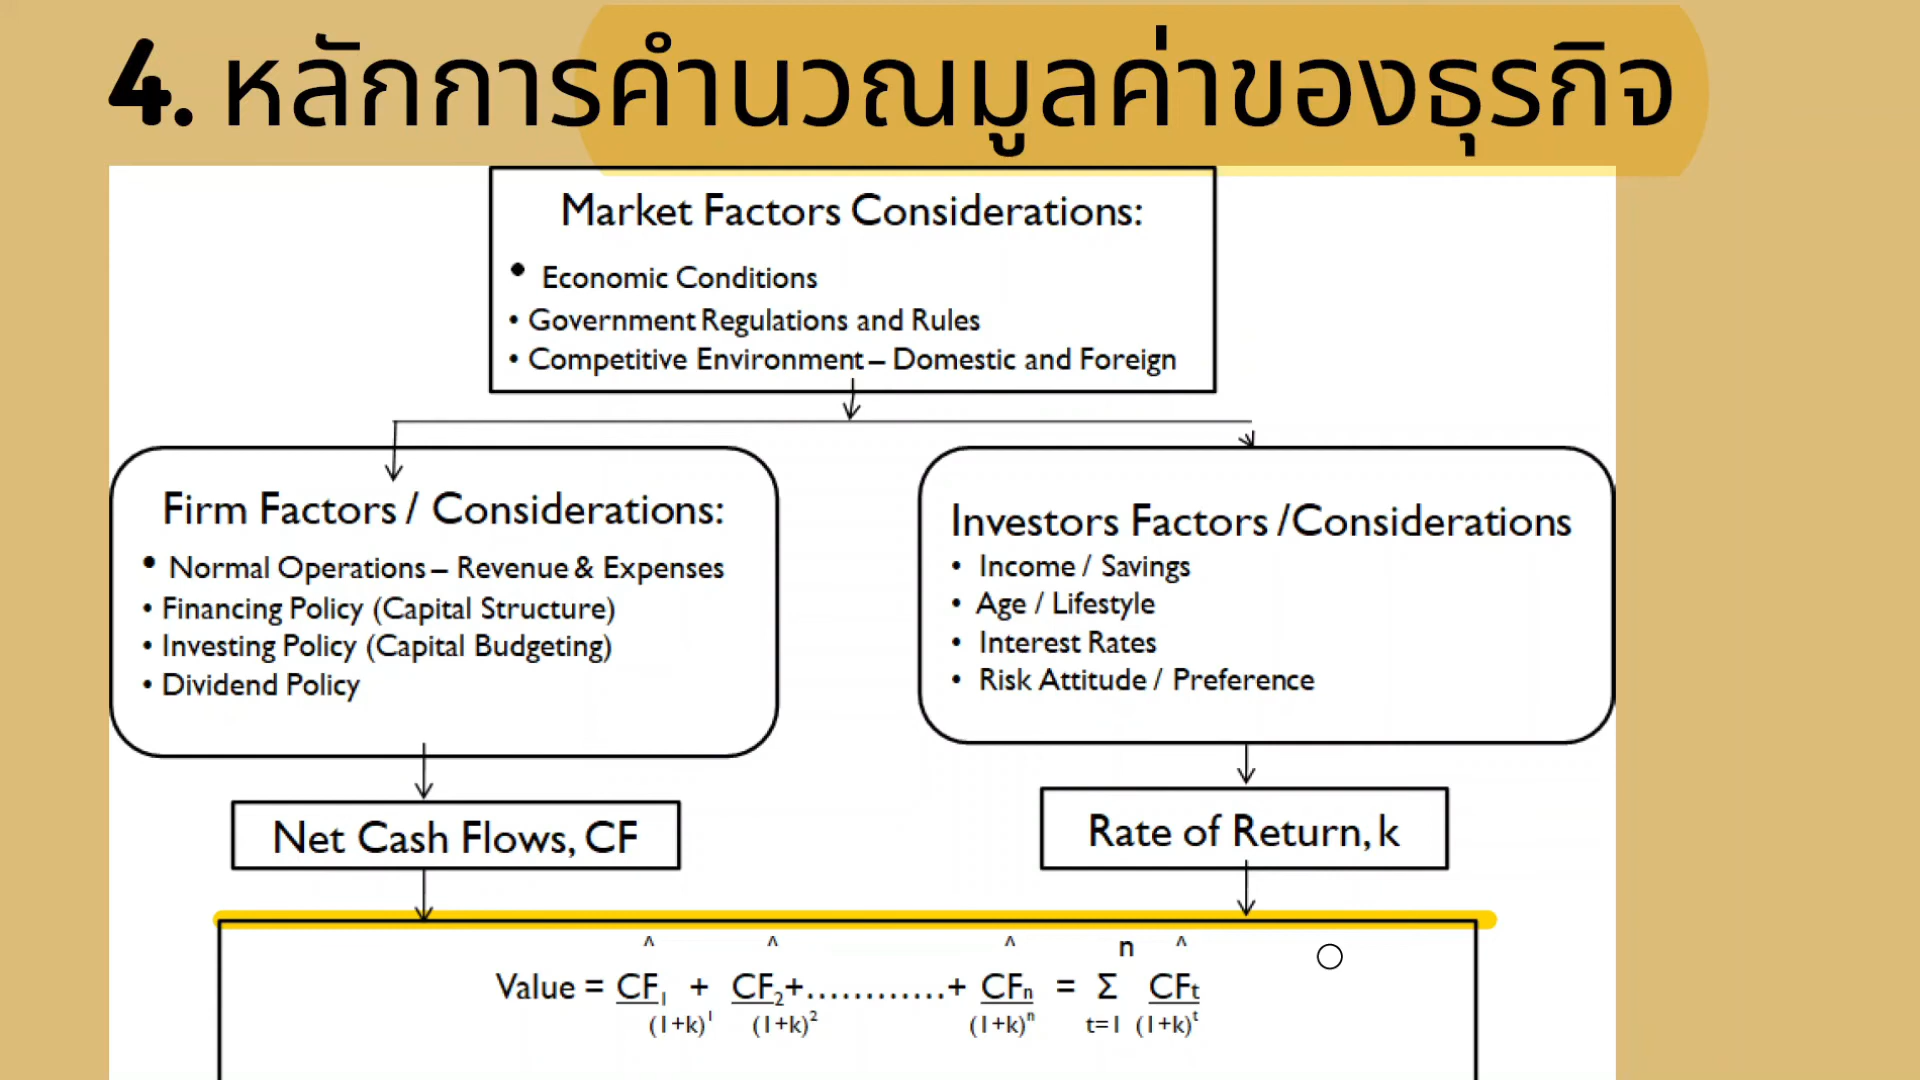 4. หลักการคำนวณมูลค่าของธุรกิจ
Market Factors Considerations:
• Economic Conditions
• Government Regulations and Rules
• Competitive Environment – Domestic and Foreign
Firm Factors / Considerations:
• Normal Operations – Revenue & Expenses
• Financing Policy (Capital Structure)
• Investing Policy (Capital Budgeting)
• Dividend Policy
Investors Factors /Considerations
• Income / Savings
• Age / Lifestyle
• Interest Rates
• Risk Attitude / Preference
Net Cash Flows, CF
Rate of Return, k
^ ^ ^ n ^
Value = CF₁ + CF₂+............+ CFₙ = Σ CFt
(1+k)¹ (1+k)² (1+k)ⁿ t=1 (1+k)ᵗ